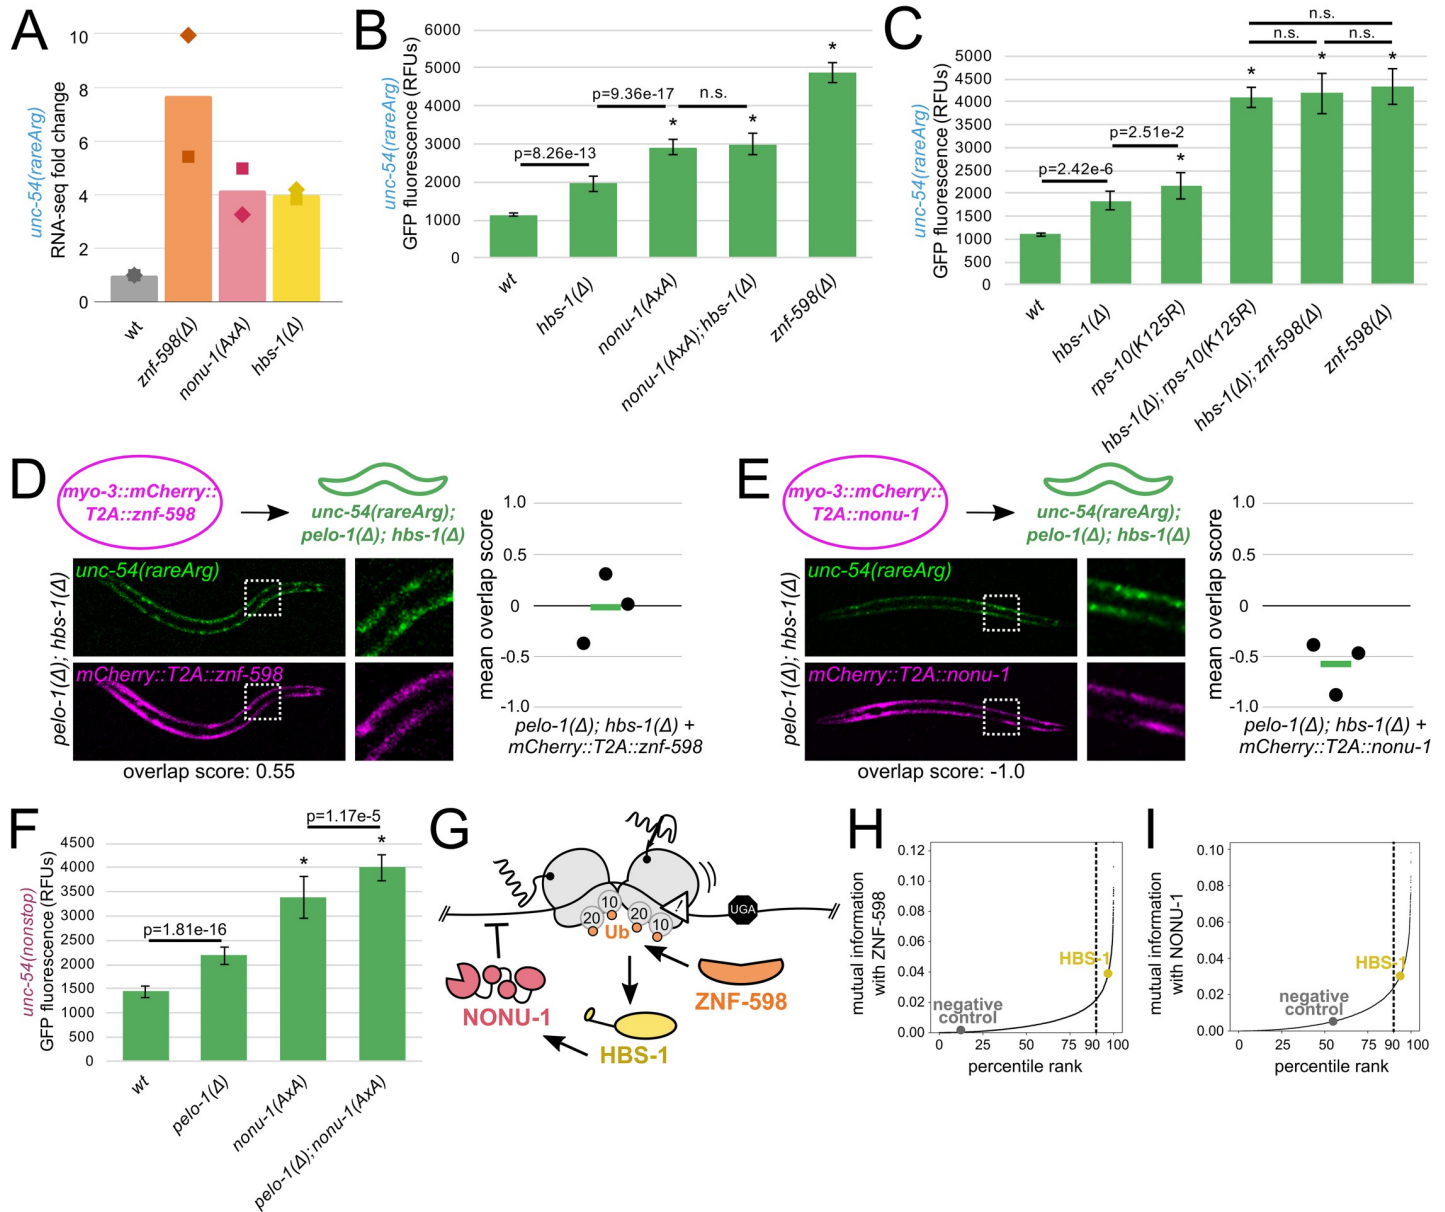 A
unc-54(rareArg)
RNA-seq fold change
10
8
6
4
2
0
wt
znf-598(Δ)
nonu-1(AxA)
hbs-1(Δ)
B
unc-54(rareArg)
GFP fluorescence (RFUs)
6000
5000
4000
3000
2000
1000
0
p=8.26e-13
p=9.36e-17
n.s.
*
*
*
wt
hbs-1(Δ)
nonu-1(AxA)
nonu-1(AxA); hbs-1(Δ)
znf-598(Δ)
C
unc-54(rareArg)
GFP fluorescence (RFUs)
5000
4500
4000
3500
3000
2500
2000
1500
1000
500
0
n.s.
n.s.
n.s.
p=2.42e-6
p=2.51e-2
*
*
*
*
wt
hbs-1(Δ)
rps-10(K125R)
hbs-1(Δ); rps-10(K125R)
hbs-1(Δ); znf-598(Δ)
znf-598(Δ)
D
myo-3::mCherry::
T2A::znf-598
unc-54(rareArg);
pelo-1(Δ); hbs-1(Δ)
pelo-1(Δ); hbs-1(Δ)
unc-54(rareArg)
mCherry::T2A::znf-598
overlap score: 0.55
mean overlap score
1.0
0.5
0
-0.5
-1.0
pelo-1(Δ); hbs-1(Δ) +
mCherry::T2A::znf-598
E
myo-3::mCherry::
T2A::nonu-1
unc-54(rareArg);
pelo-1(Δ); hbs-1(Δ)
pelo-1(Δ); hbs-1(Δ)
unc-54(rareArg)
mCherry::T2A::nonu-1
overlap score: -1.0
mean overlap score
1.0
0.5
0
-0.5
-1.0
pelo-1(Δ); hbs-1(Δ) +
mCherry::T2A::nonu-1
F
unc-54(nonstop)
GFP fluorescence (RFUs)
4500
4000
3500
3000
2500
2000
1500
1000
500
0
p=1.81e-16
p=1.17e-5
*
*
wt
pelo-1(Δ)
nonu-1(AxA)
pelo-1(Δ); nonu-1(AxA)
G
20
10
20
10
!
UGA
Ub
NONU-1
ZNF-598
HBS-1
H
mutual information
with ZNF-598
0.12
0.10
0.08
0.06
0.04
0.02
0.00
HBS-1
negative
control
0
25
50
75
90
100
percentile rank
I
mutual information
with NONU-1
0.10
0.08
0.06
0.04
0.02
0.00
HBS-1
negative
control
0
25
50
75
90
100
percentile rank